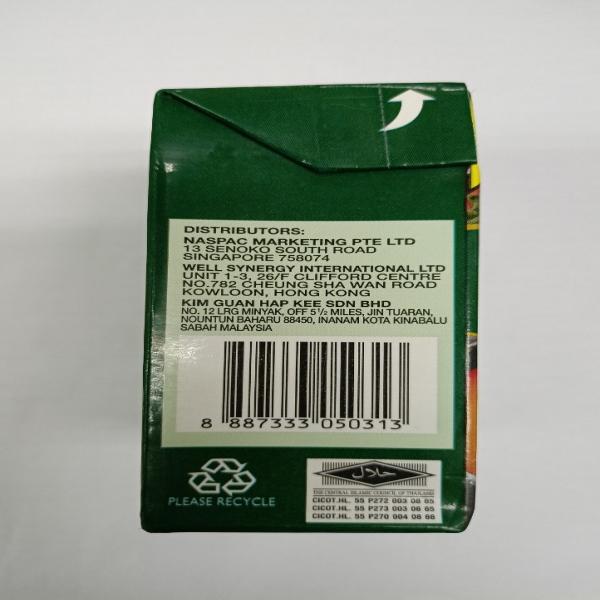 DISTRIBUTORS:
NASPAC MARKETING PTE LTD
13 SENOKO SOUTH ROAD
SINGAPORE 758074
WELL SYNERGY INTERNATIONAL LTD
UNIT 1-3, 26/F CLIFFORD CENTRE
NO.782 CHEUNG SHA WAN ROAD
KOWLOON, HONG KONG
KIM GUAN HAP KEE SDN BHD
NO. 12 LRG MINYAK, OFF 5½ MILES, JIN TUARAN,
NOUNTUN BAHARU 88450, INANAM KOTA KINABALU
SABAH MALAYSIA
8 887333 050313
PLEASE RECYCLE
حلال
THE CENTRAL ISLAMIC COUNCIL OF THAILAND
CICOT.HL. 55 P272 003 08 65
CICOT.HL. 55 P273 003 08 65
CICOT.HL. 55 P270 004 08 66